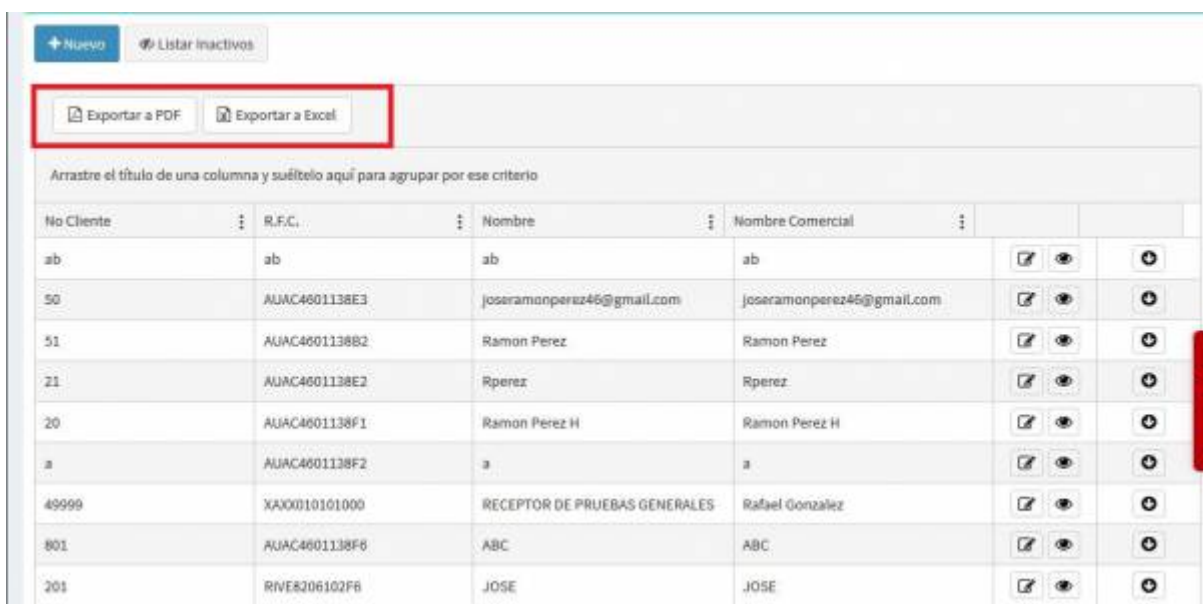 Nuevo Listar Inactivos
Exportar a PDF Exportar a Excel
Arrastre el título de una columna y suéltelo aquí para agrupar por ese criterio
No Cliente R.F.C. Nombre Nombre Comercial
ab ab ab ab
50 AUAC4601138E3 joseramonperez46@gmail.com joseramonperez46@gmail.com
51 AUAC4601138B2 Ramon Perez Ramon Perez
21 AUAC4601138E2 Rperez Rperez
20 AUAC4601138F1 Ramon Perez H Ramon Perez H
a AUAC4601138F2 a a
49999 XAXX010101000 RECEPTOR DE PRUEBAS GENERALES Rafael Gonzalez
801 AUAC4601138F6 ABC ABC
201 RIVE8206102F6 JOSE JOSE